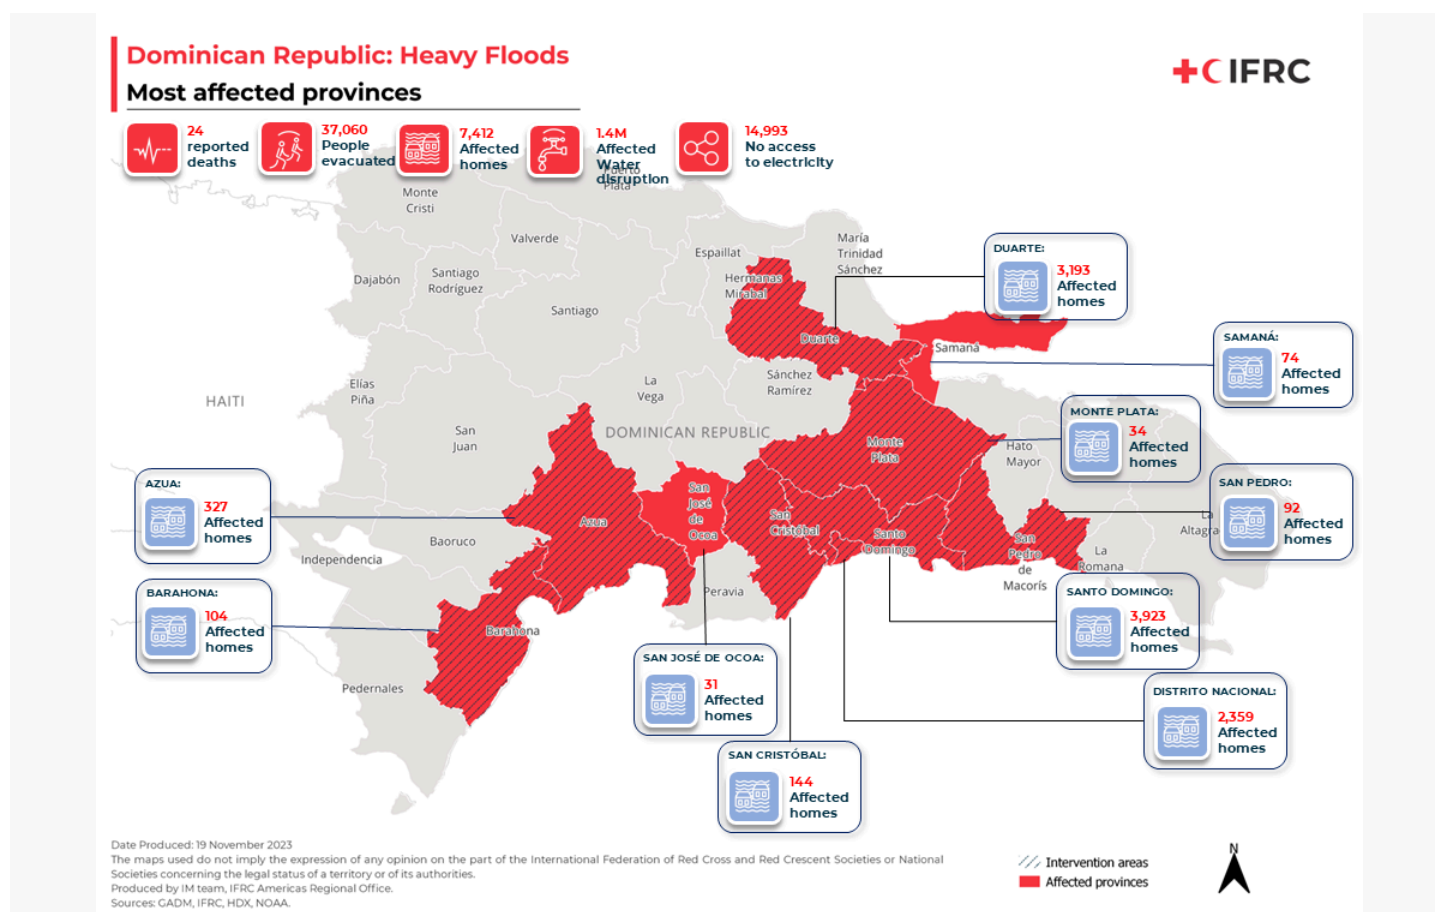 Dominican Republic: Heavy Floods
Most affected provinces
IFRC
24
reported
deaths
37,060
People
evacuated
7,412
Affected
homes
1.4M
Affected
Water
disruption
14,993
No access
to electricity
Puerto
Plata
Monte
Cristi
Valverde
Espaillat
María
Trinidad
Sánchez
Dajabón
Santiago
Rodríguez
Hermanas
Mirabal
Santiago
Duarte
Samaná
Sánchez
Ramírez
La
Vega
Elías
Piña
HAITI
San
Juan
DOMINICAN REPUBLIC
Monte
Plata
Hato
Mayor
San
José
de
Ocoa
San
Cristóbal
Azua
Santo
Domingo
San
Pedro
de
Macorís
La
Romana
La
Altagra
Baoruco
Independencia
Peravia
Barahona
Pedernales
DUARTE:
3,193
Affected
homes
SAMANÁ:
74
Affected
homes
MONTE PLATA:
34
Affected
homes
SAN PEDRO:
92
Affected
homes
AZUA:
327
Affected
homes
BARAHONA:
104
Affected
homes
SANTO DOMINGO:
3,923
Affected
homes
SAN JOSÉ DE OCOA:
31
Affected
homes
DISTRITO NACIONAL:
2,359
Affected
homes
SAN CRISTÓBAL:
144
Affected
homes
Date Produced: 19 November 2023
The maps used do not imply the expression of any opinion on the part of the International Federation of Red Cross and Red Crescent Societies or National
Societies concerning the legal status of a territory or of its authorities.
Produced by IM team, IFRC Americas Regional Office.
Sources: GADM, IFRC, HDX, NOAA.
Intervention areas
Affected provinces
N